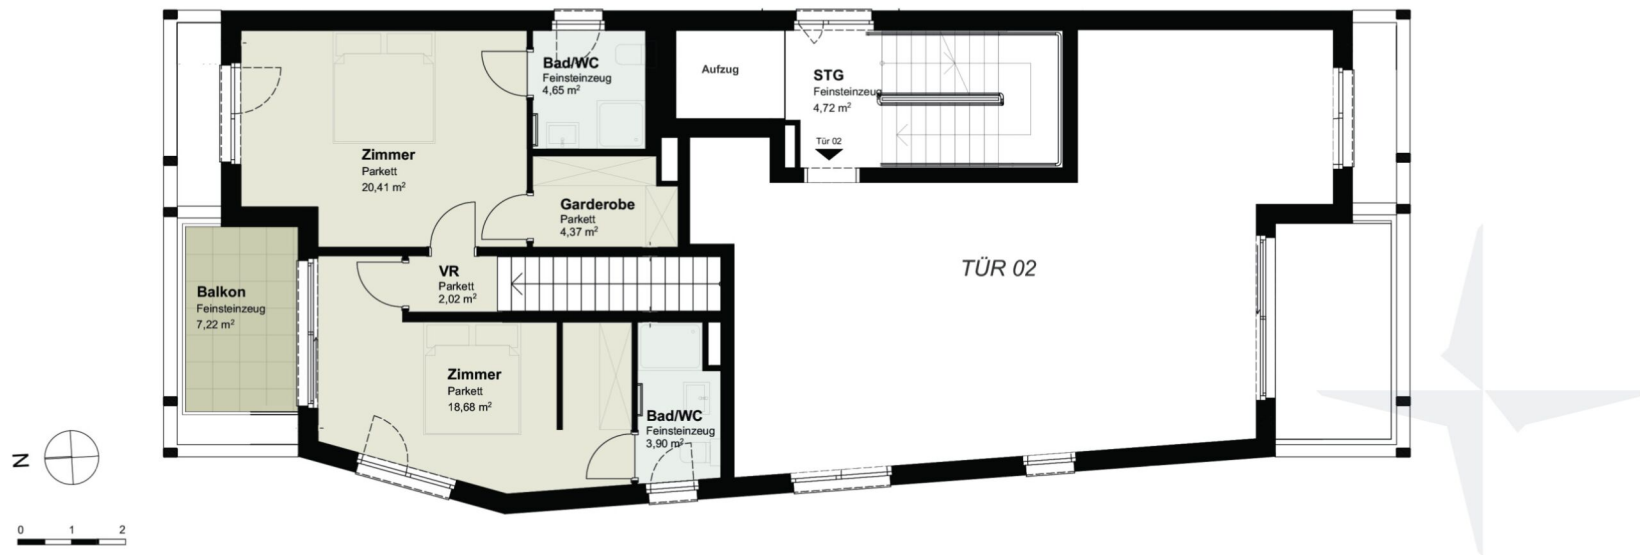 Bad/WC
Feinsteinzeug
4,65 m²
Aufzug
STG
Feinsteinzeug
4,72 m²
Tür 02
Zimmer
Parkett
20,41 m²
Garderobe
Parkett
4,37 m²
VR
Parkett
2,02 m²
TÜR 02
Balkon
Feinsteinzeug
7,22 m²
Zimmer
Parkett
18,68 m²
Bad/WC
Feinsteinzeug
3,90 m²
N
0 1 2